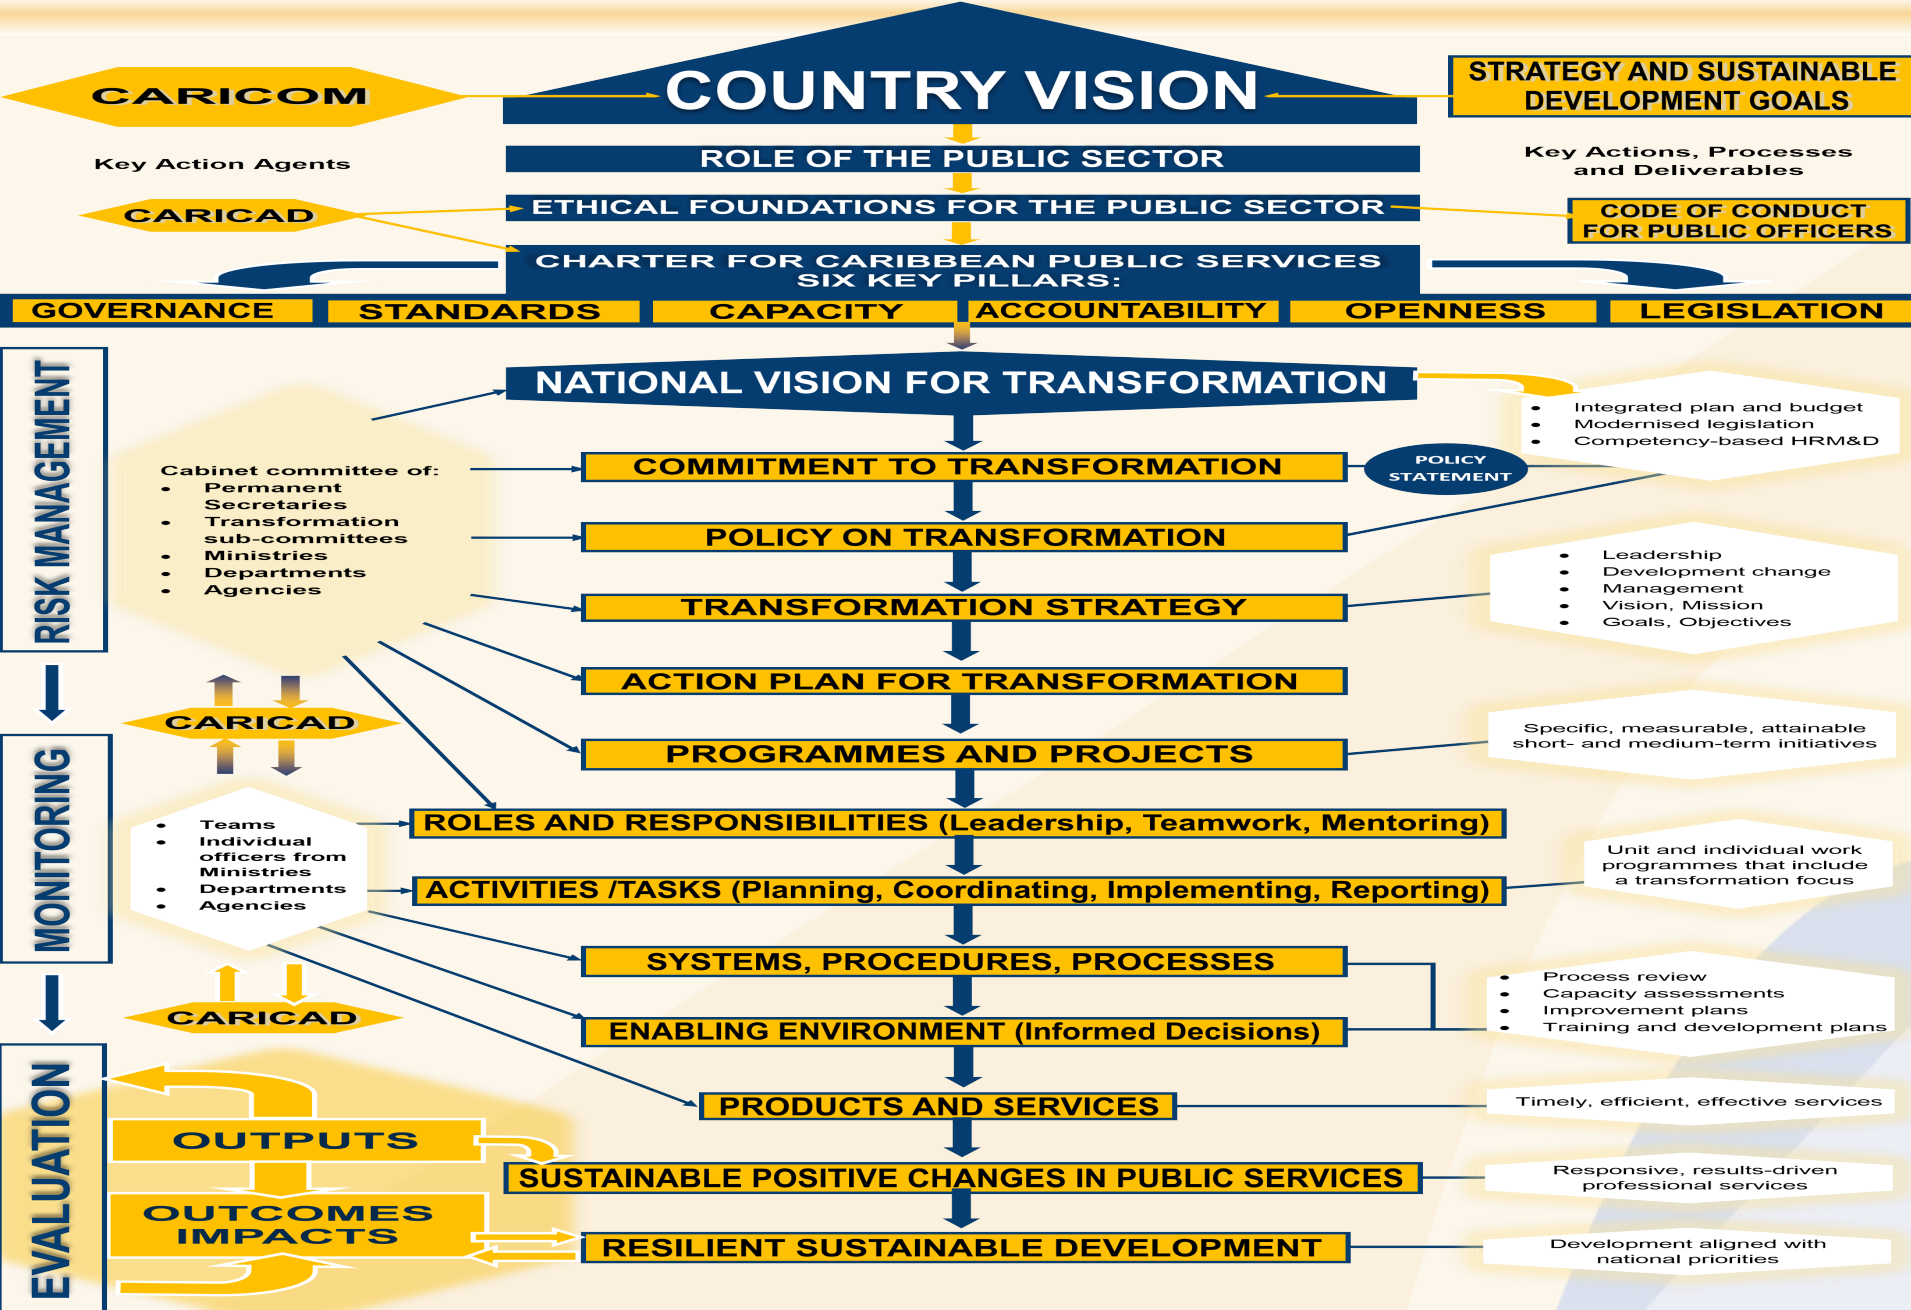 COUNTRY VISION
CARICOM
STRATEGY AND SUSTAINABLE
DEVELOPMENT GOALS
Key Action Agents
ROLE OF THE PUBLIC SECTOR
Key Actions, Processes
and Deliverables
CARICAD
ETHICAL FOUNDATIONS FOR THE PUBLIC SECTOR
CODE OF CONDUCT
FOR PUBLIC OFFICERS
CHARTER FOR CARIBBEAN PUBLIC SERVICES
SIX KEY PILLARS:
GOVERNANCE
STANDARDS
CAPACITY
ACCOUNTABILITY
OPENNESS
LEGISLATION
RISK MANAGEMENT
MONITORING
EVALUATION
NATIONAL VISION FOR TRANSFORMATION
• Integrated plan and budget
• Modernised legislation
• Competency-based HRM&D
Cabinet committee of:
• Permanent
Secretaries
• Transformation
sub-committees
• Ministries
• Departments
• Agencies
COMMITMENT TO TRANSFORMATION
POLICY
STATEMENT
POLICY ON TRANSFORMATION
TRANSFORMATION STRATEGY
• Leadership
• Development change
• Management
• Vision, Mission
• Goals, Objectives
ACTION PLAN FOR TRANSFORMATION
CARICAD
PROGRAMMES AND PROJECTS
Specific, measurable, attainable
short- and medium-term initiatives
• Teams
• Individual
officers from
Ministries
• Departments
• Agencies
ROLES AND RESPONSIBILITIES (Leadership, Teamwork, Mentoring)
ACTIVITIES /TASKS (Planning, Coordinating, Implementing, Reporting)
Unit and individual work
programmes that include
a transformation focus
SYSTEMS, PROCEDURES, PROCESSES
CARICAD
ENABLING ENVIRONMENT (Informed Decisions)
• Process review
• Capacity assessments
• Improvement plans
• Training and development plans
PRODUCTS AND SERVICES
Timely, efficient, effective services
OUTPUTS
SUSTAINABLE POSITIVE CHANGES IN PUBLIC SERVICES
Responsive, results-driven
professional services
OUTCOMES
IMPACTS
RESILIENT SUSTAINABLE DEVELOPMENT
Development aligned with
national priorities